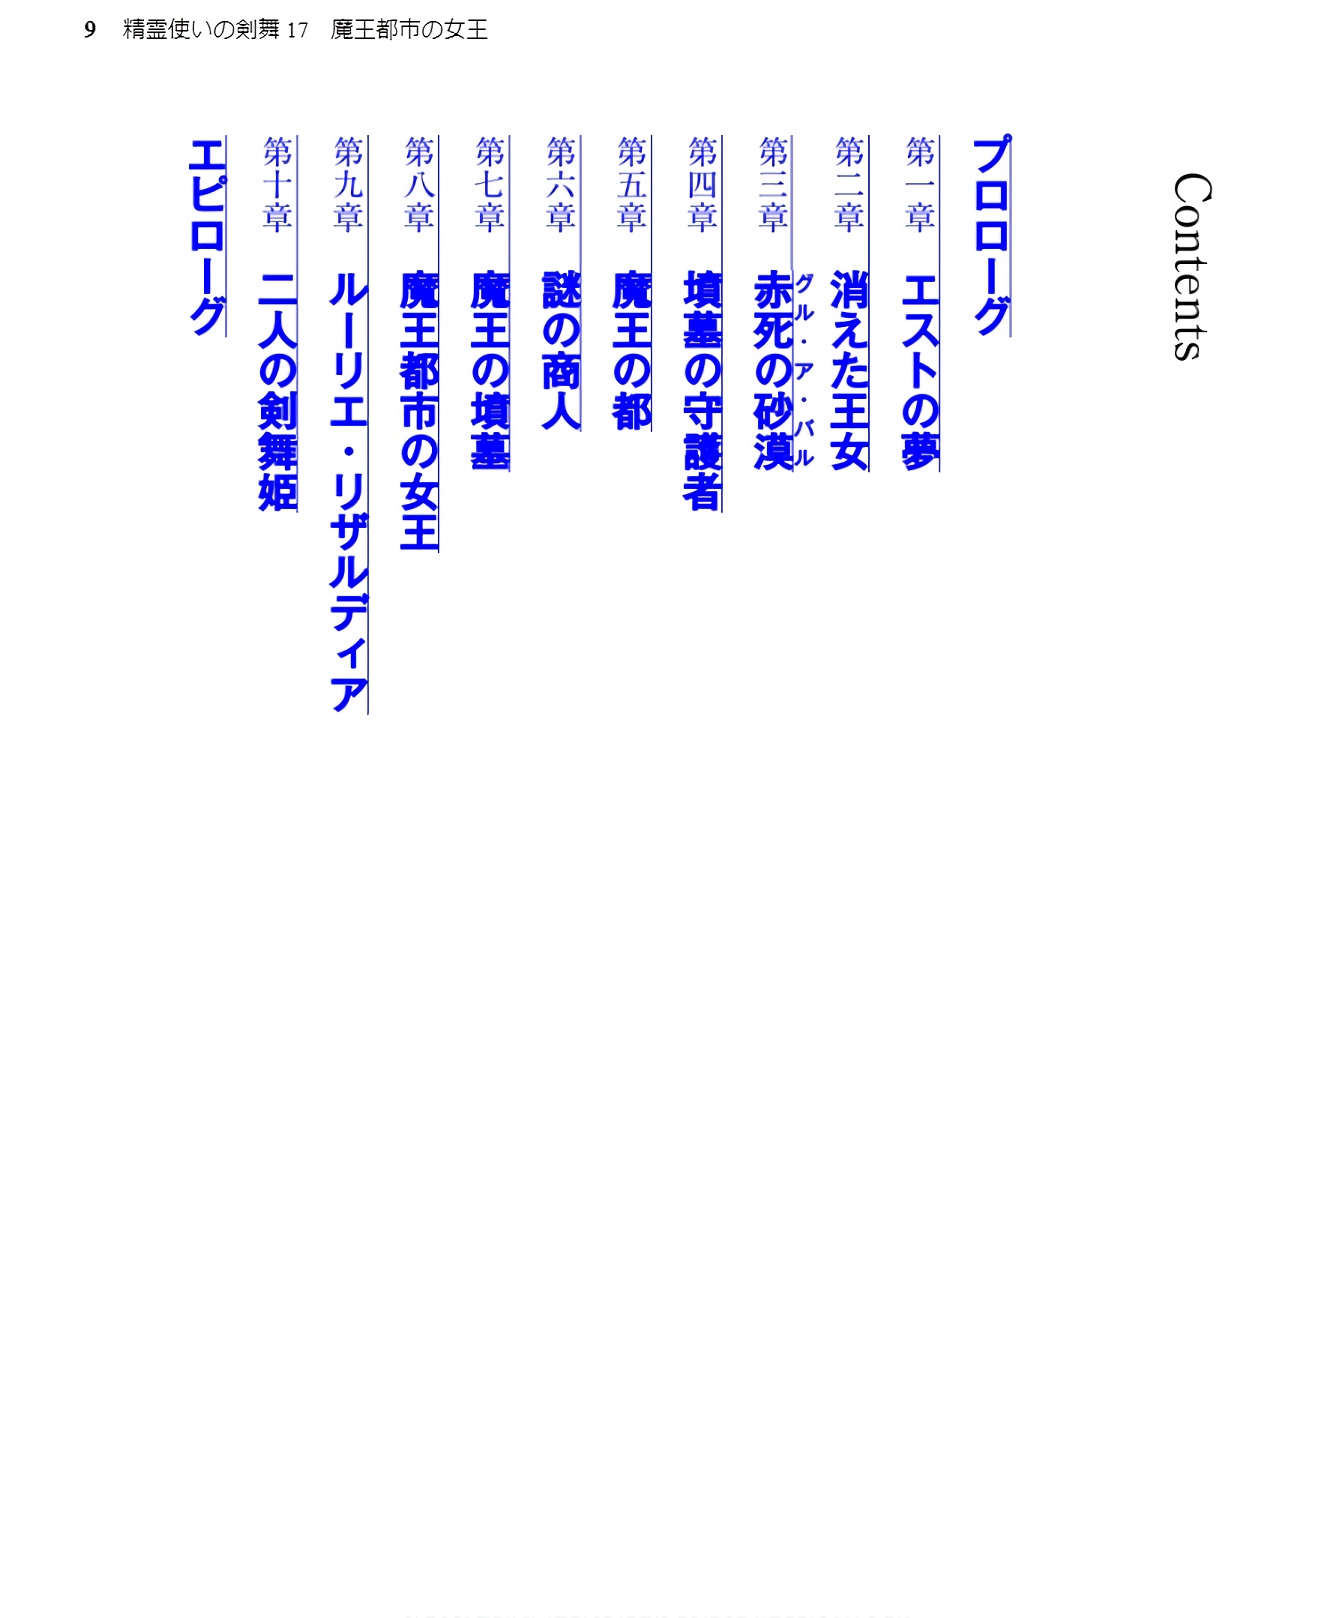 9 精霊使いの剣舞 17 魔王都市の女王
Contents
プロローグ
第一章 エストの夢
第二章 消えた王女
第三章 赤死の砂漠
グル・ア・バル
第四章 墳墓の守護者
第五章 魔王の都
第六章 謎の商人
第七章 魔王の墳墓
第八章 魔王都市の女王
第九章 ルーリエ・リザルディア
第十章 二人の剣舞姫
エピローグ